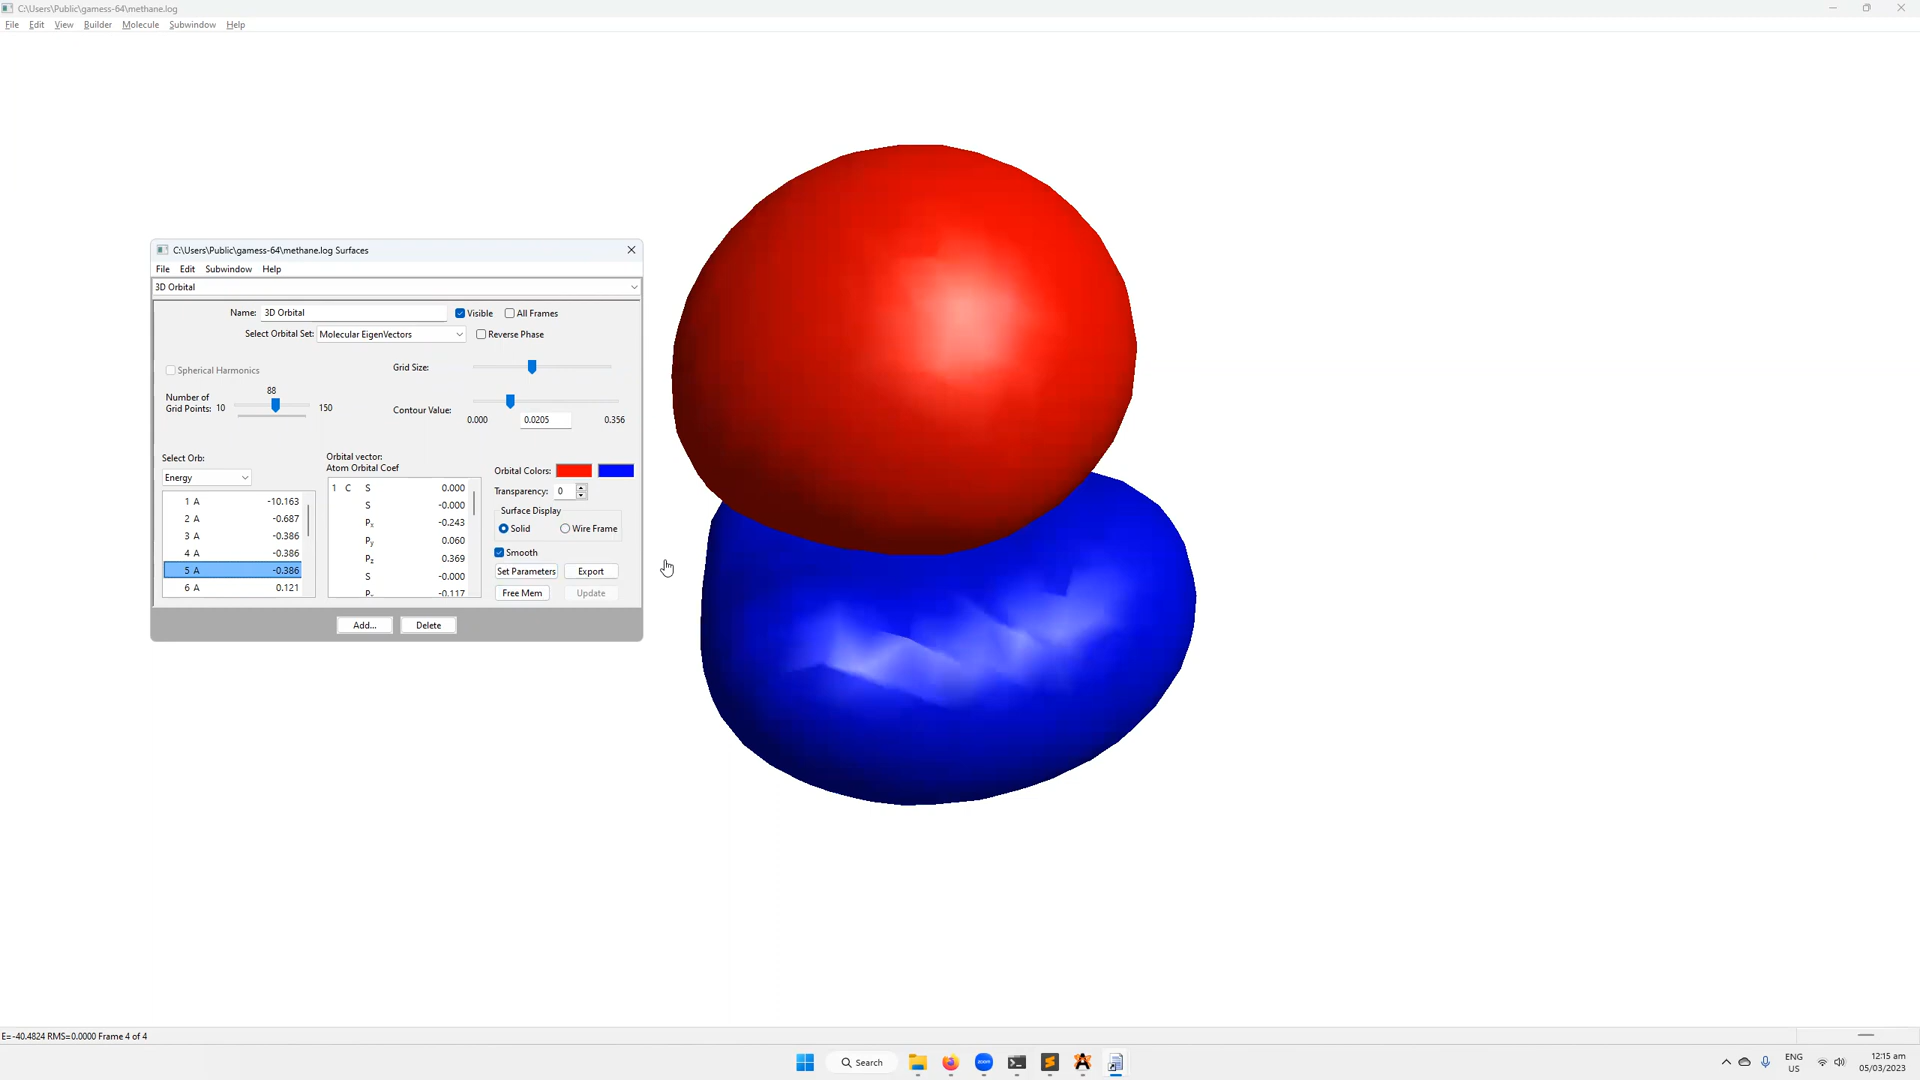 C:\Users\Public\gamess-64\methane.log
File Edit View Builder Molecule Subwindow Help
C:\Users\Public\gamess-64\methane.log Surfaces
File Edit Subwindow Help
3D Orbital
Name: 3D Orbital Visible All Frames
Select Orbital Set: Molecular EigenVectors Reverse Phase
Spherical Harmonics
Grid Size:
Number of
Grid Points: 10 88 150
Contour Value:
0.000 0.0205 0.356
Select Orb:
Energy
1 A -10.163
2 A -0.687
3 A -0.386
4 A -0.386
5 A -0.386
6 A 0.121
Orbital vector:
Atom Orbital Coef
1 C S 0.000
S -0.000
Px -0.243
Py 0.060
Pz 0.369
S -0.000
-0.117
Orbital Colors:
Transparency: 0
Surface Display
Solid Wire Frame
Smooth
Set Parameters Export
Free Mem Update
Add... Delete
E=-40.4824 RMS=0.0000 Frame 4 of 4
Search
zoom
ENG
US
12:15 am
05/03/2023